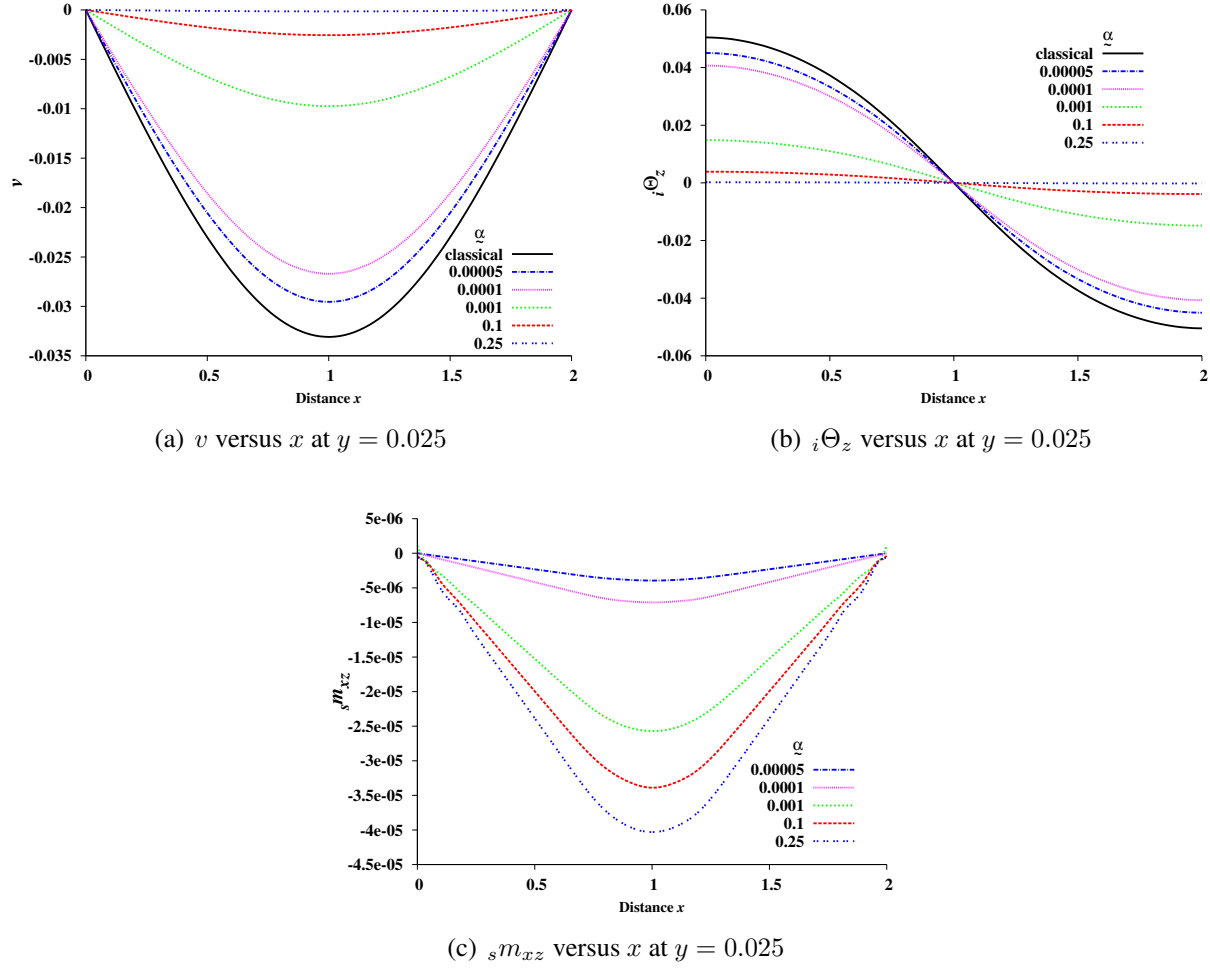 0
-0.005
-0.01
-0.015
-0.02
-0.025
-0.03
-0.035
v
α
classical
0.00005
0.0001
0.001
0.1
0.25
0 0.5 1 1.5 2
Distance x
(a) v versus x at y = 0.025
0.06
0.04
0.02
0
-0.02
-0.04
-0.06
iΘz
α
classical
0.00005
0.0001
0.001
0.1
0.25
0 0.5 1 1.5 2
Distance x
(b) iΘz versus x at y = 0.025
5e-06
0
-5e-06
-1e-05
-1.5e-05
-2e-05
-2.5e-05
-3e-05
-3.5e-05
-4e-05
-4.5e-05
smxz
α
0.00005
0.0001
0.001
0.1
0.25
0 0.5 1 1.5 2
Distance x
(c) smxz versus x at y = 0.025